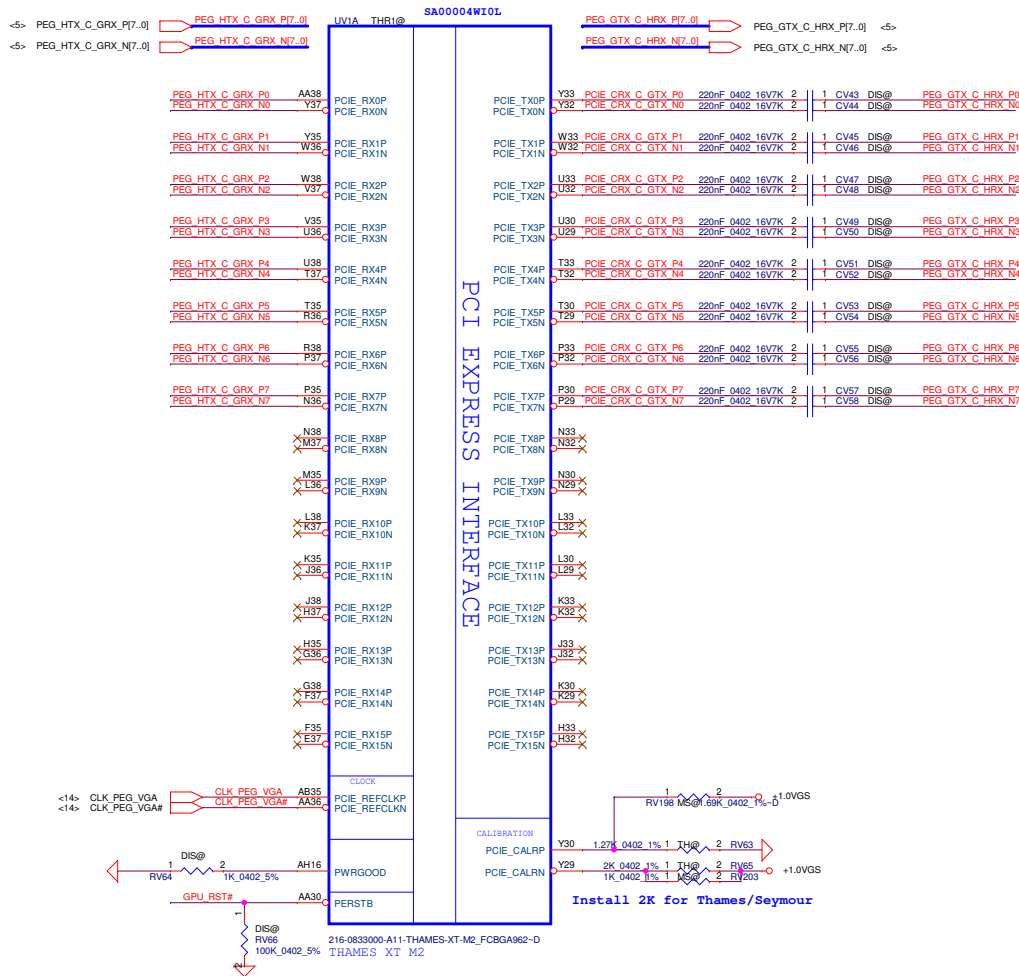 SA00004WI0L
UV1A THR1@
<5> PEG_HTX_C_GRX_P[7..0] PEG_HTX_C_GRX_P[7..0]
<5> PEG_HTX_C_GRX_N[7..0] PEG_HTX_C_GRX_N[7..0]
PEG_GTX_C_HRX_P[7..0] PEG_GTX_C_HRX_P[7..0] <5>
PEG_GTX_C_HRX_N[7..0] PEG_GTX_C_HRX_N[7..0] <5>
PEG_HTX_C_GRX_P0 AA38 PCIE_RX0P PCIE_TX0P Y33 PCIE_CRX_C_GTX_P0 220nF_0402_16V7K 2 1 CV43 DIS@ PEG_GTX_C_HRX_P0
PEG_HTX_C_GRX_N0 Y37 PCIE_RX0N PCIE_TX0N Y32 PCIE_CRX_C_GTX_N0 220nF_0402_16V7K 2 1 CV44 DIS@ PEG_GTX_C_HRX_N0
PEG_HTX_C_GRX_P1 Y35 PCIE_RX1P PCIE_TX1P W33 PCIE_CRX_C_GTX_P1 220nF_0402_16V7K 2 1 CV45 DIS@ PEG_GTX_C_HRX_P1
PEG_HTX_C_GRX_N1 W36 PCIE_RX1N PCIE_TX1N W32 PCIE_CRX_C_GTX_N1 220nF_0402_16V7K 2 1 CV46 DIS@ PEG_GTX_C_HRX_N1
PEG_HTX_C_GRX_P2 W38 PCIE_RX2P PCIE_TX2P U33 PCIE_CRX_C_GTX_P2 220nF_0402_16V7K 2 1 CV47 DIS@ PEG_GTX_C_HRX_P2
PEG_HTX_C_GRX_N2 V37 PCIE_RX2N PCIE_TX2N U32 PCIE_CRX_C_GTX_N2 220nF_0402_16V7K 2 1 CV48 DIS@ PEG_GTX_C_HRX_N2
PEG_HTX_C_GRX_P3 V35 PCIE_RX3P PCIE_TX3P U30 PCIE_CRX_C_GTX_P3 220nF_0402_16V7K 2 1 CV49 DIS@ PEG_GTX_C_HRX_P3
PEG_HTX_C_GRX_N3 U36 PCIE_RX3N PCIE_TX3N U29 PCIE_CRX_C_GTX_N3 220nF_0402_16V7K 2 1 CV50 DIS@ PEG_GTX_C_HRX_N3
PEG_HTX_C_GRX_P4 U38 PCIE_RX4P PCIE_TX4P T33 PCIE_CRX_C_GTX_P4 220nF_0402_16V7K 2 1 CV51 DIS@ PEG_GTX_C_HRX_P4
PEG_HTX_C_GRX_N4 T37 PCIE_RX4N PCIE_TX4N T32 PCIE_CRX_C_GTX_N4 220nF_0402_16V7K 2 1 CV52 DIS@ PEG_GTX_C_HRX_N4
PEG_HTX_C_GRX_P5 T35 PCIE_RX5P PCIE_TX5P T30 PCIE_CRX_C_GTX_P5 220nF_0402_16V7K 2 1 CV53 DIS@ PEG_GTX_C_HRX_P5
PEG_HTX_C_GRX_N5 R36 PCIE_RX5N PCIE_TX5N T29 PCIE_CRX_C_GTX_N5 220nF_0402_16V7K 2 1 CV54 DIS@ PEG_GTX_C_HRX_N5
PEG_HTX_C_GRX_P6 R38 PCIE_RX6P PCIE_TX6P P33 PCIE_CRX_C_GTX_P6 220nF_0402_16V7K 2 1 CV55 DIS@ PEG_GTX_C_HRX_P6
PEG_HTX_C_GRX_N6 P37 PCIE_RX6N PCIE_TX6N P32 PCIE_CRX_C_GTX_N6 220nF_0402_16V7K 2 1 CV56 DIS@ PEG_GTX_C_HRX_N6
PEG_HTX_C_GRX_P7 P35 PCIE_RX7P PCIE_TX7P P30 PCIE_CRX_C_GTX_P7 220nF_0402_16V7K 2 1 CV57 DIS@ PEG_GTX_C_HRX_P7
PEG_HTX_C_GRX_N7 N36 PCIE_RX7N PCIE_TX7N P29 PCIE_CRX_C_GTX_N7 220nF_0402_16V7K 2 1 CV58 DIS@ PEG_GTX_C_HRX_N7
PCI EXPRESS INTERFACE
N38 PCIE_RX8P PCIE_TX8P N33
M37 PCIE_RX8N PCIE_TX8N N32
M35 PCIE_RX9P PCIE_TX9P N30
L36 PCIE_RX9N PCIE_TX9N N29
L38 PCIE_RX10P PCIE_TX10P L33
K37 PCIE_RX10N PCIE_TX10N L32
K35 PCIE_RX11P PCIE_TX11P L30
J36 PCIE_RX11N PCIE_TX11N L29
J38 PCIE_RX12P PCIE_TX12P K33
H37 PCIE_RX12N PCIE_TX12N K32
H35 PCIE_RX13P PCIE_TX13P J33
G36 PCIE_RX13N PCIE_TX13N J32
G38 PCIE_RX14P PCIE_TX14P K30
F37 PCIE_RX14N PCIE_TX14N K29
F35 PCIE_RX15P PCIE_TX15P H33
E37 PCIE_RX15N PCIE_TX15N H32
CLOCK
<14> CLK_PEG_VGA CLK_PEG_VGA AB35 PCIE_REFCLKP
<14> CLK_PEG_VGA# CLK_PEG_VGA# AA36 PCIE_REFCLKN
1 2 +1.0VGS
RV198 MS@1.69K_0402_1%~D
CALIBRATION
PCIE_CALRP Y30 1.27K_0402_1% 1 TH@ 2 RV63
PCIE_CALRN Y29 2K_0402_1% 1 TH@ 2 RV65 +1.0VGS
1K_0402_1% 1 MS@ 2 RV203
Install 2K for Thames/Seymour
DIS@
1 2 AH16 PWRGOOD
RV64 1K_0402_5%
GPU_RST# AA30 PERSTB
1
DIS@
RV66
100K_0402_5%
2
216-0833000-A11-THAMES-XT-M2_FCBGA962~D
THAMES XT M2